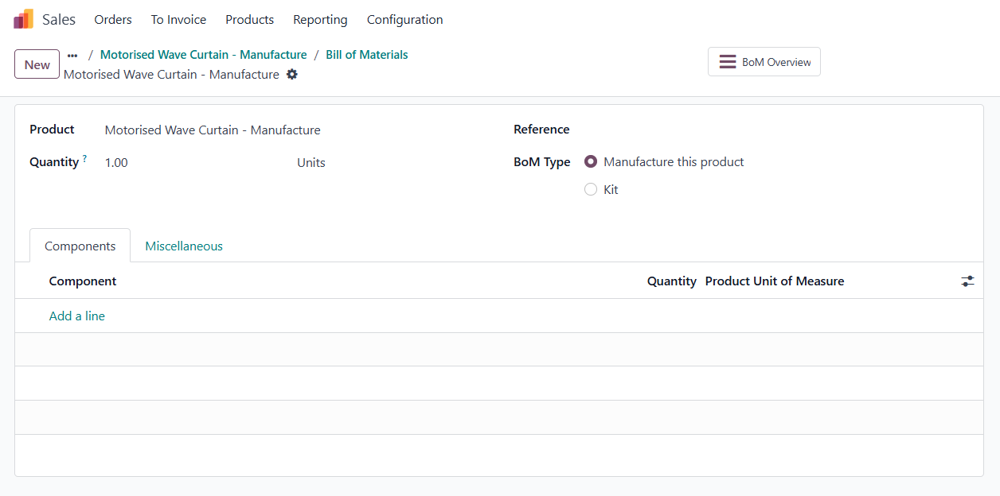 Sales Orders To Invoice Products Reporting Configuration
New ... / Motorised Wave Curtain - Manufacture / Bill of Materials
Motorised Wave Curtain - Manufacture
BoM Overview
Product Motorised Wave Curtain - Manufacture
Reference
Quantity ? 1.00 Units
BoM Type Manufacture this product
Kit
Components Miscellaneous
Component Quantity Product Unit of Measure
Add a line